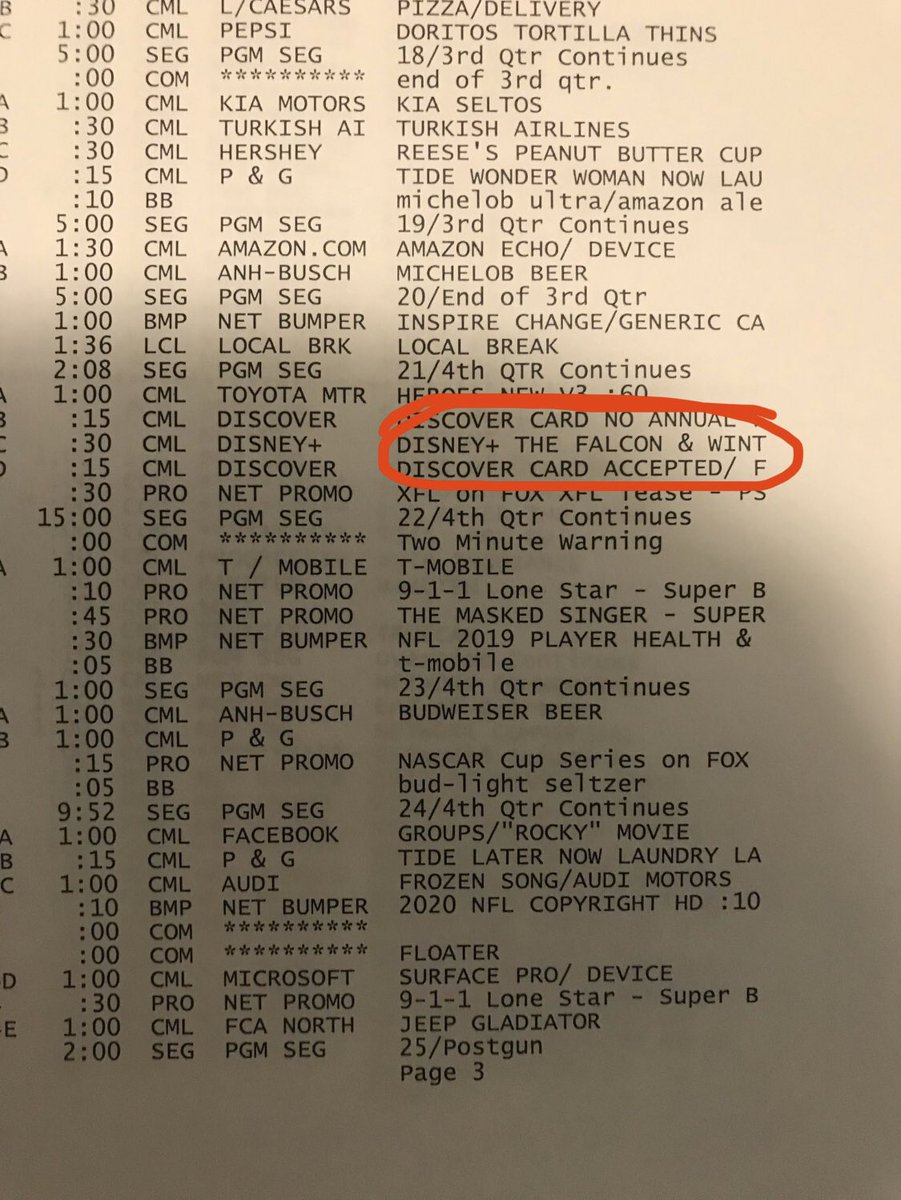 B :30 CML L/CAESARS PIZZA/DELIVERY
C 1:00 CML PEPSI DORITOS TORTILLA THINS
5:00 SEG PGM SEG 18/3rd Qtr Continues
:00 COM ********** end of 3rd qtr.
A 1:00 CML KIA MOTORS KIA SELTOS
B :30 CML TURKISH AI TURKISH AIRLINES
C :30 CML HERSHEY REESE'S PEANUT BUTTER CUP
D :15 CML P & G TIDE WONDER WOMAN NOW LAU
:10 BB michelob ultra/amazon ale
5:00 SEG PGM SEG 19/3rd Qtr Continues
A 1:30 CML AMAZON.COM AMAZON ECHO/ DEVICE
B 1:00 CML ANH-BUSCH MICHELOB BEER
5:00 SEG PGM SEG 20/End of 3rd Qtr
1:00 BMP NET BUMPER INSPIRE CHANGE/GENERIC CA
1:36 LCL LOCAL BRK LOCAL BREAK
2:08 SEG PGM SEG 21/4th QTR Continues
A 1:00 CML TOYOTA MTR HEROES NEW V3 :60
B :15 CML DISCOVER DISCOVER CARD NO ANNUAL
C :30 CML DISNEY+ DISNEY+ THE FALCON & WINT
D :15 CML DISCOVER DISCOVER CARD ACCEPTED/ F
:30 PRO NET PROMO XFL on FOX XFL Tease - PS
15:00 SEG PGM SEG 22/4th Qtr Continues
:00 COM ********** Two Minute Warning
A 1:00 CML T / MOBILE T-MOBILE
:10 PRO NET PROMO 9-1-1 Lone Star - Super B
:45 PRO NET PROMO THE MASKED SINGER - SUPER
:30 BMP NET BUMPER NFL 2019 PLAYER HEALTH &
:05 BB t-mobile
1:00 SEG PGM SEG 23/4th Qtr Continues
A 1:00 CML ANH-BUSCH BUDWEISER BEER
B 1:00 CML P & G
:15 PRO NET PROMO NASCAR Cup Series on FOX
:05 BB bud-light seltzer
9:52 SEG PGM SEG 24/4th Qtr Continues
A 1:00 CML FACEBOOK GROUPS/"ROCKY" MOVIE
B :15 CML P & G TIDE LATER NOW LAUNDRY LA
C 1:00 CML AUDI FROZEN SONG/AUDI MOTORS
:10 BMP NET BUMPER 2020 NFL COPYRIGHT HD :10
:00 COM **********
:00 COM ********** FLOATER
D 1:00 CML MICROSOFT SURFACE PRO/ DEVICE
:30 PRO NET PROMO 9-1-1 Lone Star - Super B
E 1:00 CML FCA NORTH JEEP GLADIATOR
2:00 SEG PGM SEG 25/Postgun
Page 3